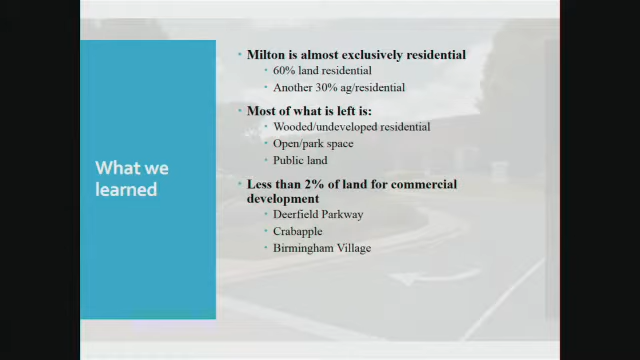 What we
learned
Milton is almost exclusively residential
60% land residential
Another 30% ag/residential
Most of what is left is:
Wooded/undeveloped residential
Open/park space
Public land
Less than 2% of land for commercial
development
Deerfield Parkway
Crabapple
Birmingham Village